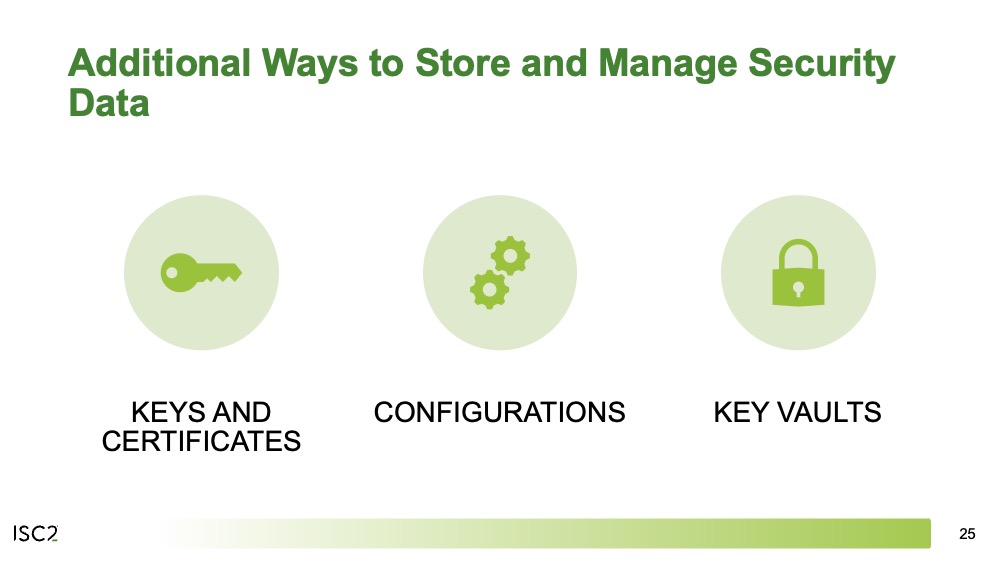 Additional Ways to Store and Manage Security
Data
KEYS AND
CERTIFICATES
CONFIGURATIONS
KEY VAULTS
ISC2
25